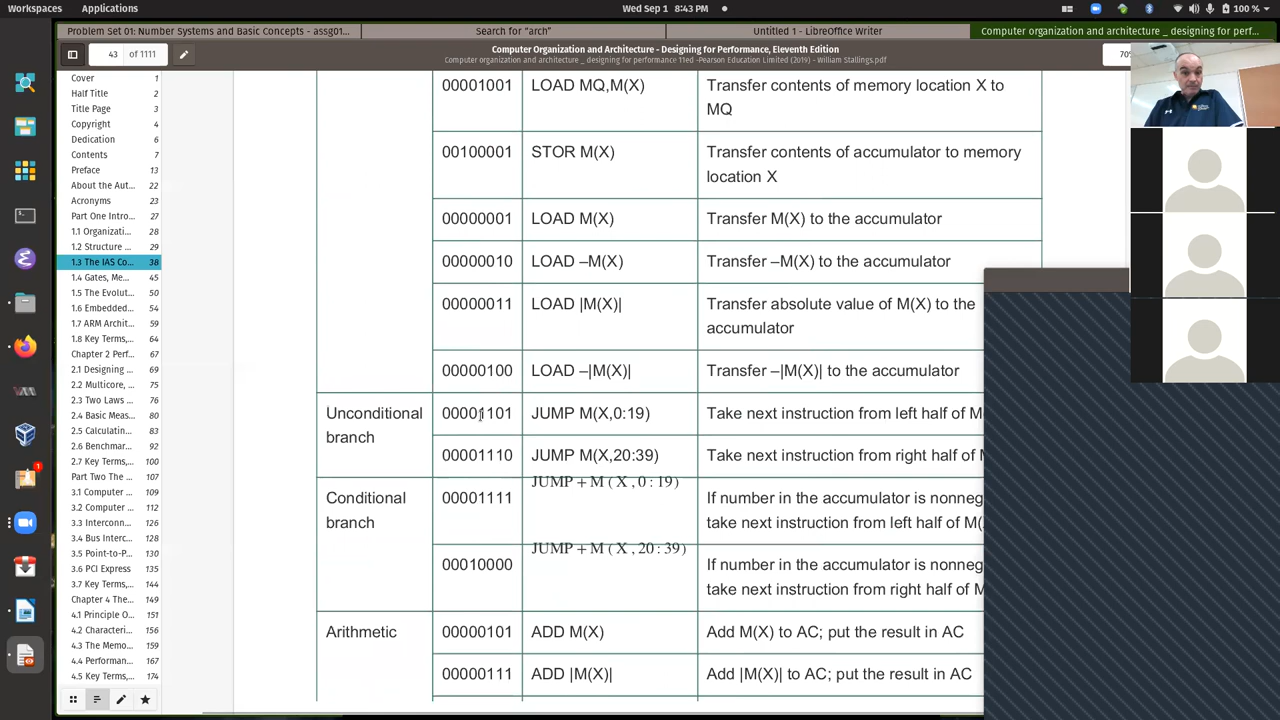 Workspaces Applications Wed Sep 1 8:43 PM 100 %
Problem Set 01: Number Systems and Basic Concepts - assg01... Search for "arch" Untitled 1 - LibreOffice Writer Computer organization and architecture _ designing for perf...
43 of 1111 Computer Organization and Architecture - Designing for Performance, Eleventh Edition 70%
Computer organization and architecture _ designing for performance 11ed -Pearson Education Limited (2019) - William Stallings.pdf
Cover 1
Half Title 2
Title Page 3
Copyright 4
Dedication 6
Contents 7
Preface 13
About the Aut... 22
Acronyms 23
Part One Intro... 27
1.1 Organizati... 28
1.2 Structure ... 29
1.3 The IAS Co... 38
1.4 Gates, Me... 45
1.5 The Evolut... 50
1.6 Embedded... 54
1.7 ARM Archit... 59
1.8 Key Terms,... 64
Chapter 2 Perf... 67
2.1 Designing ... 69
2.2 Multicore, ... 75
2.3 Two Laws ... 76
2.4 Basic Meas... 80
2.5 Calculatin... 83
2.6 Benchmar... 92
2.7 Key Terms,... 100
Part Two The ... 107
3.1 Computer ... 109
3.2 Computer ... 112
3.3 Interconn... 126
3.4 Bus Interc... 128
3.5 Point-to-P... 130
3.6 PCI Express 135
3.7 Key Terms,... 144
Chapter 4 The... 149
4.1 Principle O... 151
4.2 Characteri... 156
4.3 The Memo... 159
4.4 Performan... 167
4.5 Key Terms,... 174
00001001 LOAD MQ,M(X) Transfer contents of memory location X to
MQ
00100001 STOR M(X) Transfer contents of accumulator to memory
location X
00000001 LOAD M(X) Transfer M(X) to the accumulator
00000010 LOAD –M(X) Transfer –M(X) to the accumulator
00000011 LOAD |M(X)| Transfer absolute value of M(X) to the
accumulator
00000100 LOAD –|M(X)| Transfer –|M(X)| to the accumulator
Unconditional 00001101 JUMP M(X,0:19) Take next instruction from left half of M
branch
00001110 JUMP M(X,20:39) Take next instruction from right half of
JUMP + M ( X , 0 : 19 )
Conditional 00001111 If number in the accumulator is nonneg
branch take next instruction from left half of M(
JUMP + M ( X , 20 : 39 )
00010000 If number in the accumulator is nonneg
take next instruction from right half of
Arithmetic 00000101 ADD M(X) Add M(X) to AC; put the result in AC
00000111 ADD |M(X)| Add |M(X)| to AC; put the result in AC